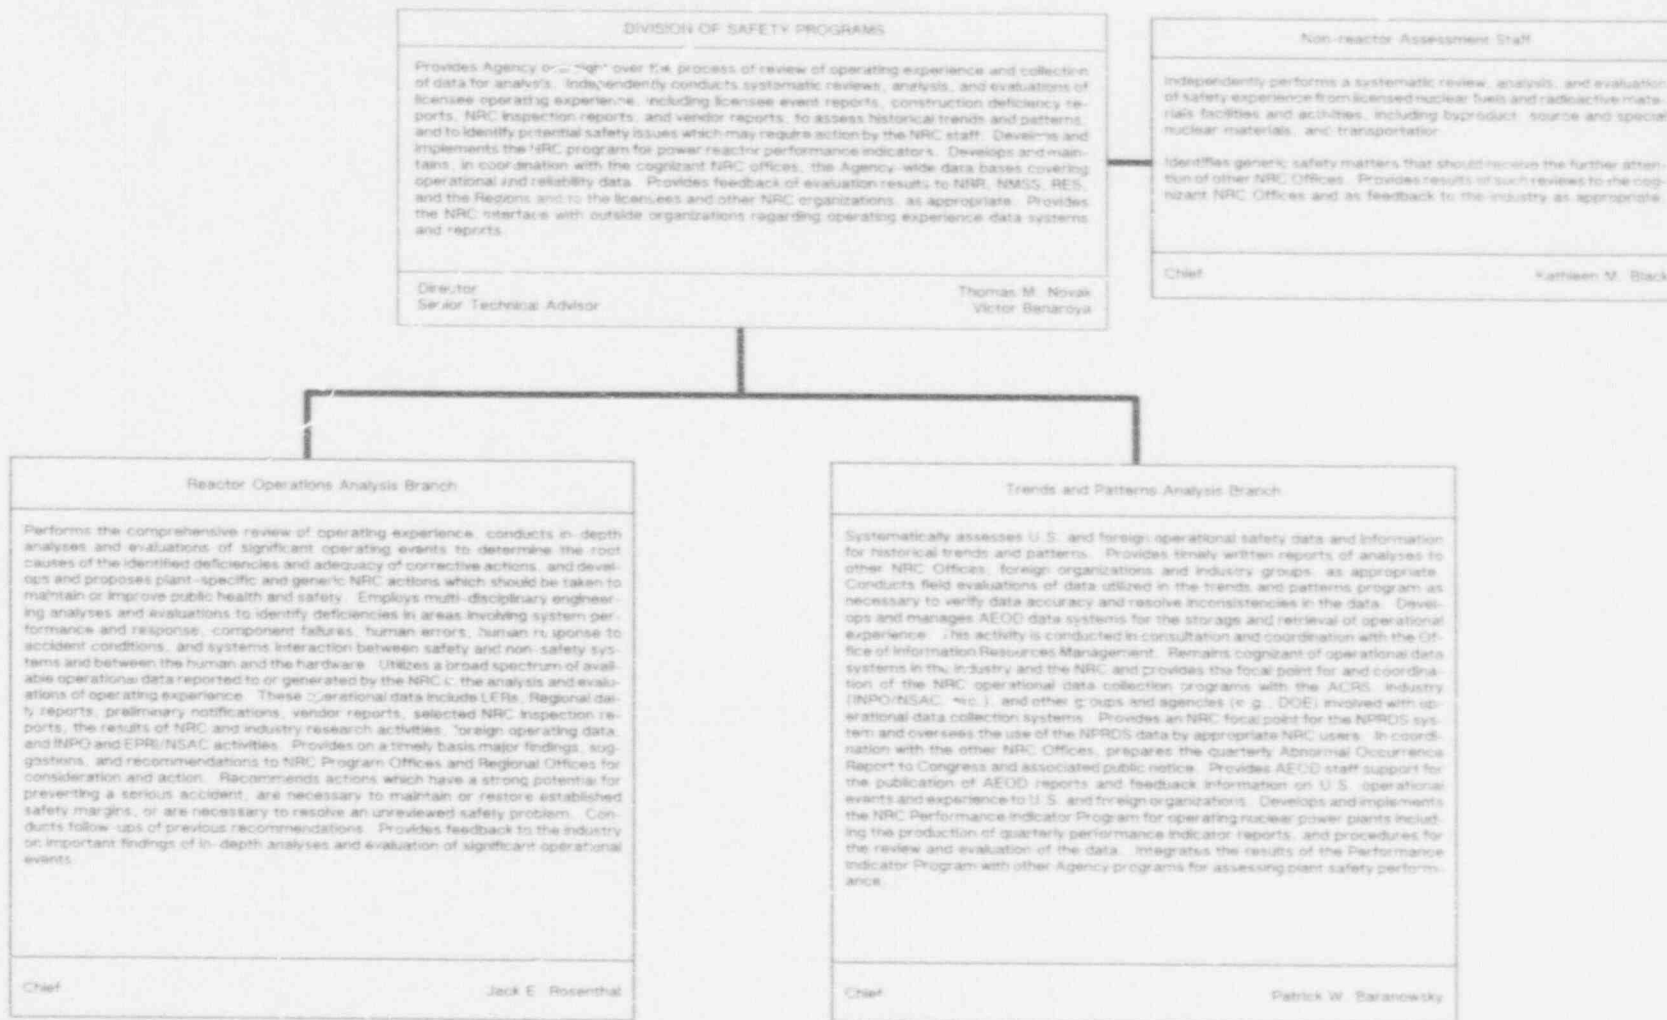 DIVISION OF SAFETY PROGRAMS
Provides Agency oversight over the process of review of operating experience and collection
of data for analysis. Independently conducts systematic reviews, analysis, and evaluations of
licensee operating experience, including licensee event reports, construction deficiency re-
ports, NRC inspection reports, and vendor reports, to assess historical trends and patterns,
and to identify potential safety issues which may require action by the NRC staff. Develops and
implements the NRC program for power reactor performance indicators. Develops and main-
tains, in coordination with the cognizant NRC offices, the Agency-wide data bases covering
operational and reliability data. Provides feedback of evaluation results to NRR, NMSS, RES,
and the Regions and to the licensees and other NRC organizations, as appropriate. Provides
the NRC interface with outside organizations regarding operating experience data systems
and reports.
Director Thomas M. Novak
Senior Technical Advisor Victor Benaroya
Non-reactor Assessment Staff
Independently performs a systematic review, analysis, and evaluation
of safety experience from licensed nuclear fuels and radioactive mate-
rials facilities and activities, including byproduct, source and special
nuclear materials, and transportation.
Identifies generic safety matters that should receive the further atten-
tion of other NRC Offices. Provides results of such reviews to the cog-
nizant NRC Offices and as feedback to the industry as appropriate.
Chief Kathleen M. Black
Reactor Operations Analysis Branch
Performs the comprehensive review of operating experience, conducts in-depth
analyses and evaluations of significant operating events to determine the root
causes of the identified deficiencies and adequacy of corrective actions, and devel-
ops and proposes plant-specific and generic NRC actions which should be taken to
maintain or improve public health and safety. Employs multi-disciplinary engineer-
ing analyses and evaluations to identify deficiencies in areas involving system per-
formance and response, component failures, human errors, human response to
accident conditions, and systems interaction between safety and non-safety sys-
tems and between the human and the hardware. Utilizes a broad spectrum of avail-
able operational data reported to or generated by the NRC in the analysis and evalu-
ations of operating experience. These operational data include LERs, Regional dai-
ly reports, preliminary notifications, vendor reports, selected NRC inspection re-
ports, the results of NRC and industry research activities, foreign operating data,
and INPO and EPRI/NSAC activities. Provides on a timely basis major findings, sug-
gestions, and recommendations to NRC Program Offices and Regional Offices for
consideration and action. Recommends actions which have a strong potential for
preventing a serious accident, are necessary to maintain or restore established
safety margins, or are necessary to resolve an unreviewed safety problem. Con-
ducts follow-ups of previous recommendations. Provides feedback to the industry
on important findings of in-depth analyses and evaluation of significant operational
events.
Chief Jack E. Rosenthal
Trends and Patterns Analysis Branch
Systematically assesses U.S. and foreign operational safety data and information
for historical trends and patterns. Provides timely written reports of analyses to
other NRC Offices, foreign organizations and industry groups, as appropriate.
Conducts field evaluations of data utilized in the trends and patterns program as
necessary to verify data accuracy and resolve inconsistencies in the data. Devel-
ops and manages AEOD data systems for the storage and retrieval of operational
experience. This activity is conducted in consultation and coordination with the Of-
fice of Information Resources Management. Remains cognizant of operational data
systems in the industry and the NRC and provides the focal point for and coordina-
tion of the NRC operational data collection programs with the ACRS, industry
(INPO/NSAC, etc.), and other groups and agencies (e.g., DOE) involved with op-
erational data collection systems. Provides an NRC focal point for the NPRDS sys-
tem and oversees the use of the NPRDS data by appropriate NRC users. In coordi-
nation with the other NRC Offices, prepares the quarterly Abnormal Occurrence
Report to Congress and associated public notice. Provides AEOD staff support for
the publication of AEOD reports and feedback information on U.S. operational
events and experience to U.S. and foreign organizations. Develops and implements
the NRC Performance Indicator Program for operating nuclear power plants includ-
ing the production of quarterly performance indicator reports, and procedures for
the review and evaluation of the data. Integrates the results of the Performance
Indicator Program with other Agency programs for assessing plant safety perform-
ance.
Chief Patrick W. Baranowsky